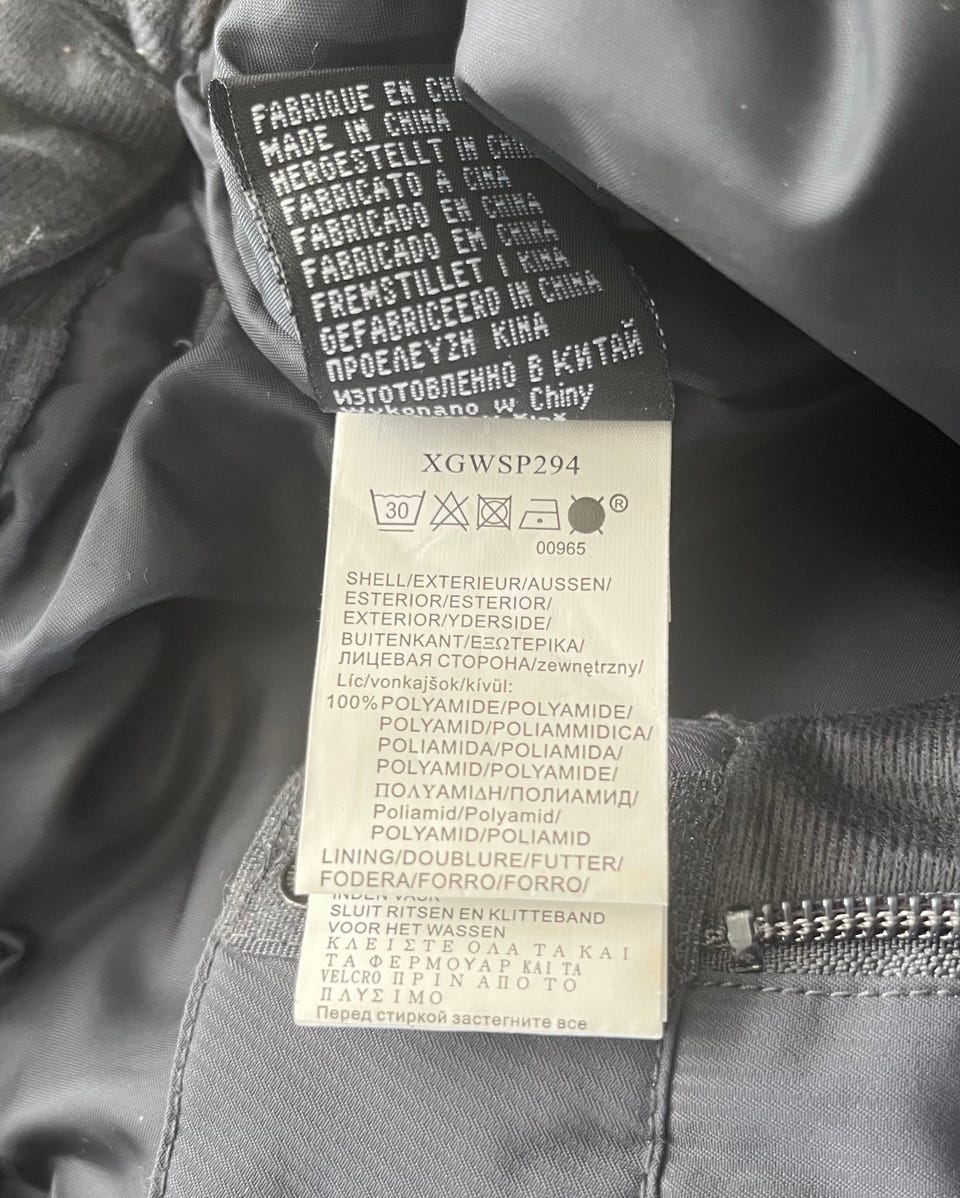 FABRIQUE EN
MADE IN CHINA
HERGESTELLT IN
FABRICATO A CINA
FABRICADO EN CHINA
FABRICADO EM CHINA
FREMSTILLET I KINA
GEFABRICEERD IN CHINA
ΠΡΟΕΛΕΥΣΗ ΚΙΝΑ
ИЗГОТОВЛЕННО В КИТАЙ
Wykonano w Chiny
XGWSP294
30
®
00965
SHELL/EXTERIEUR/AUSSEN/
ESTERIOR/ESTERIOR/
EXTERIOR/YDERSIDE/
BUITENKANT/ΕΞΩΤΕΡΙΚΑ/
ЛИЦЕВАЯ СТОРОНА/zewnętrzny/
Líc/vonkajšok/kívül:
100%POLYAMIDE/POLYAMIDE/
POLYAMID/POLIAMMIDICA/
POLIAMIDA/POLIAMIDA/
POLYAMID/POLYAMIDE/
ΠΟΛΥΑΜΙΔΗ/ПОЛИАМИД/
Poliamid/Polyamid/
POLYAMID/POLIAMID
LINING/DOUBLURE/FUTTER/
FODERA/FORRO/FORRO/
INDEN VASK
SLUIT RITSEN EN KLITTEBAND
VOOR HET WASSEN
ΚΛΕΙΣΤΕ ΟΛΑ ΤΑ ΚΑΙ
ΤΑ ΦΕΡΜΟΥΑΡ ΚΑΙ ΤΑ
VELCRO ΠΡΙΝ ΑΠΟ ΤΟ
ΠΛΥΣΙΜΟ
Перед стиркой застегните все